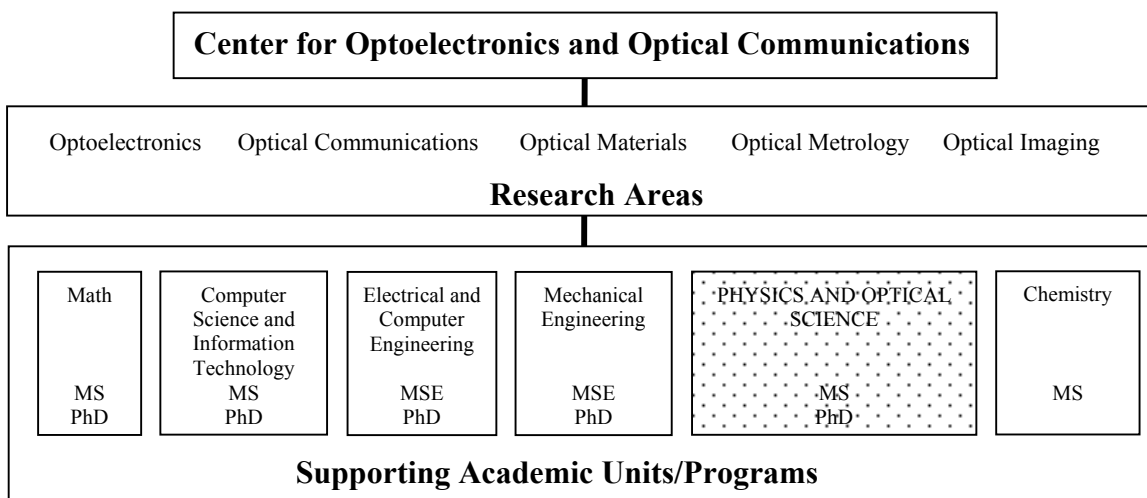 Center for Optoelectronics and Optical Communications
Optoelectronics Optical Communications Optical Materials Optical Metrology Optical Imaging
Research Areas
Math
MS
PhD
Computer
Science and
Information
Technology
MS
PhD
Electrical and
Computer
Engineering
MSE
PhD
Mechanical
Engineering
MSE
PhD
PHYSICS AND OPTICAL
SCIENCE
MS
PhD
Chemistry
MS
Supporting Academic Units/Programs